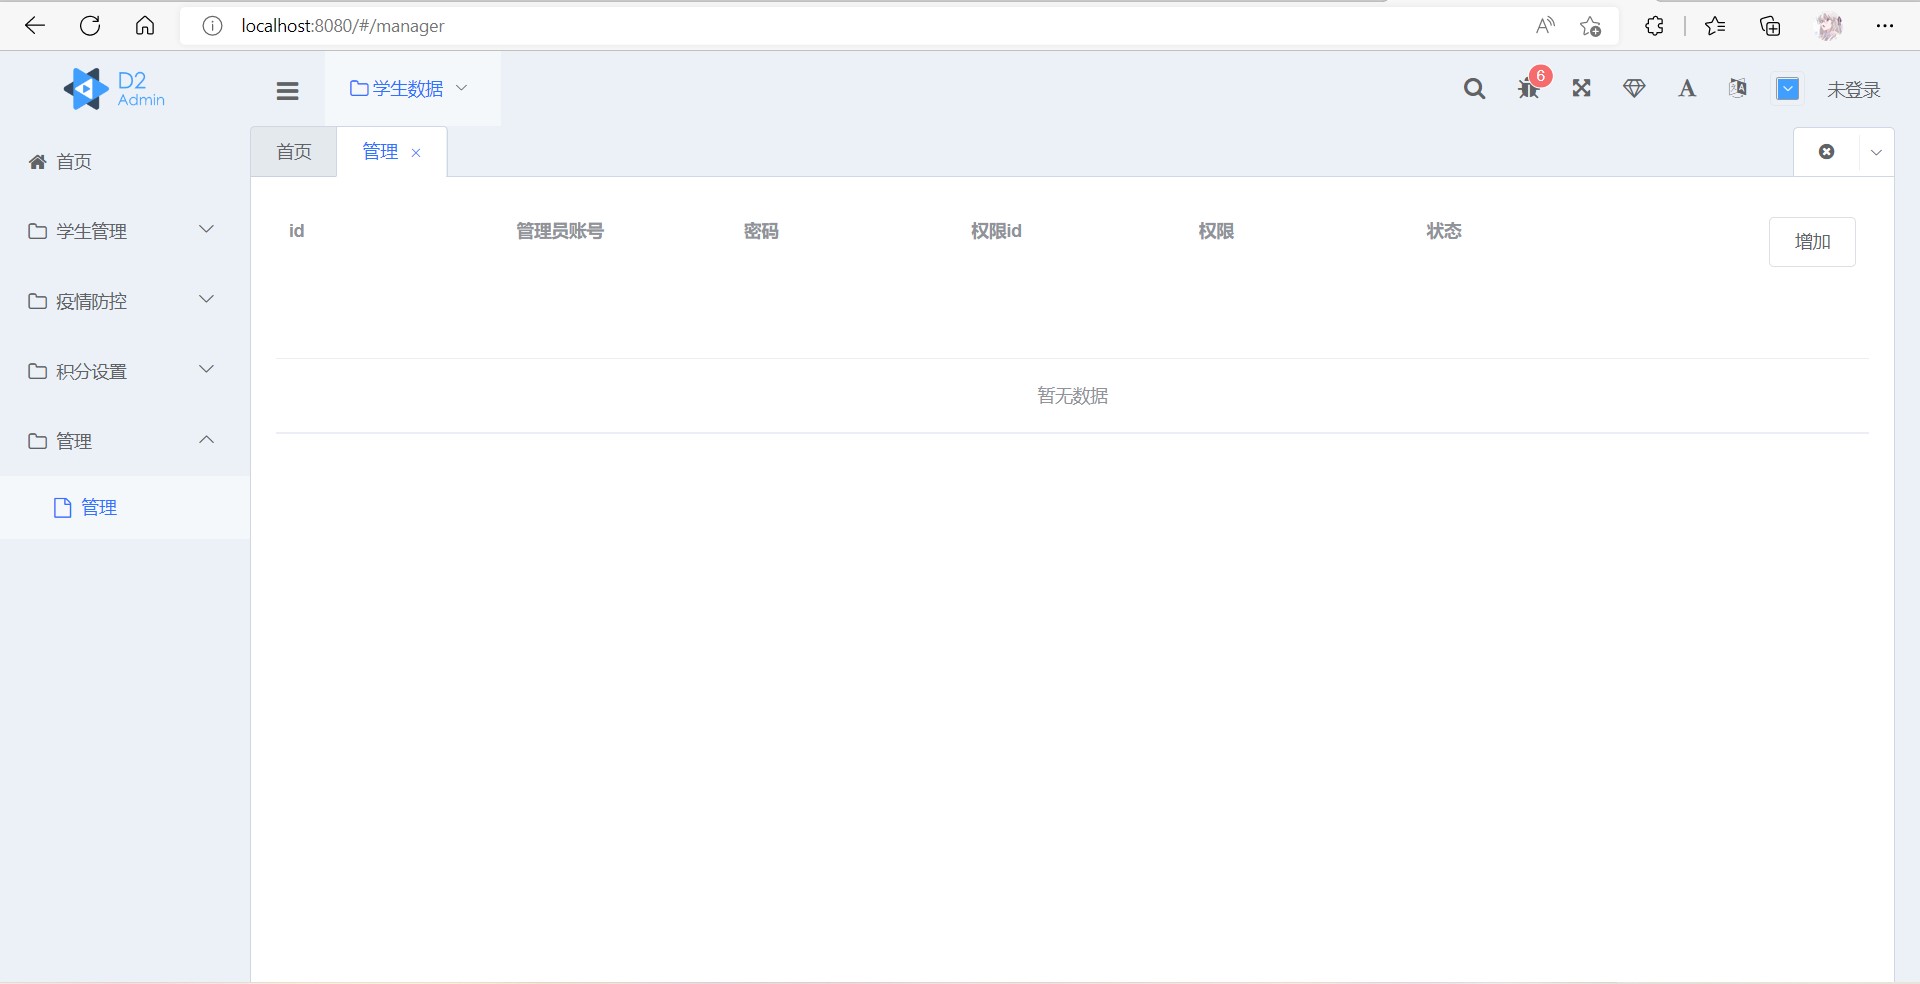 localhost:8080/#/manager
D2
Admin
学生数据
6
未登录
首页
管理
首页
学生管理
疫情防控
积分设置
管理
管理
id 管理员账号 密码 权限id 权限 状态 增加
暂无数据